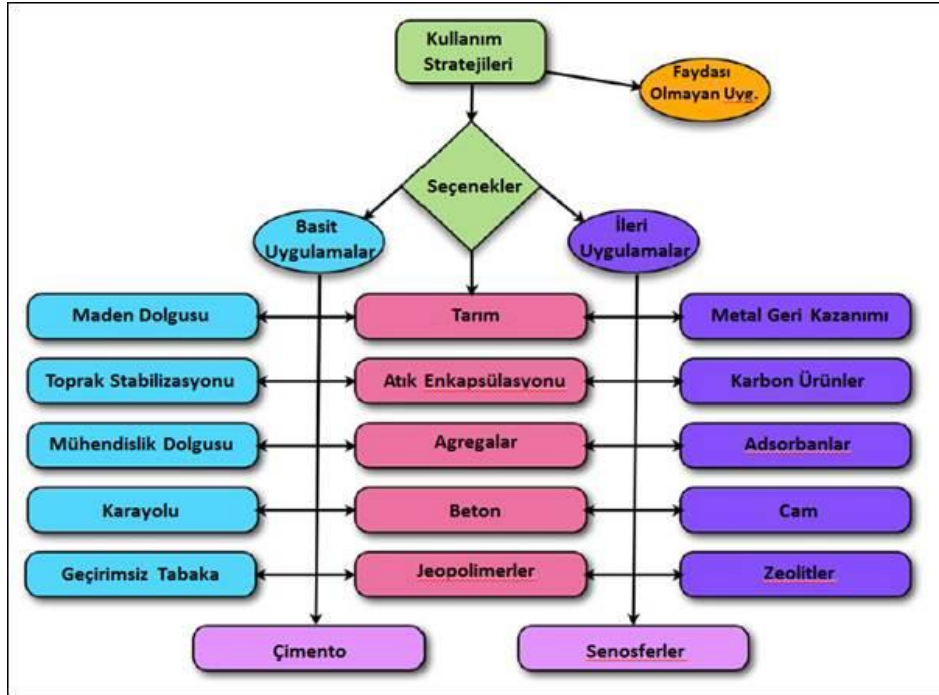 Kullanım
Stratejileri
Faydası
Olmayan Uyg.
Seçenekler
Basit
Uygulamalar
İleri
Uygulamalar
Maden Dolgusu
Tarım
Metal Geri Kazanımı
Toprak Stabilizasyonu
Atık Enkapsülasyonu
Karbon Ürünler
Mühendislik Dolgusu
Agregalar
Adsorbanlar
Karayolu
Beton
Cam
Geçirimsiz Tabaka
Jeopolimerler
Zeolitler
Çimento
Senosferler